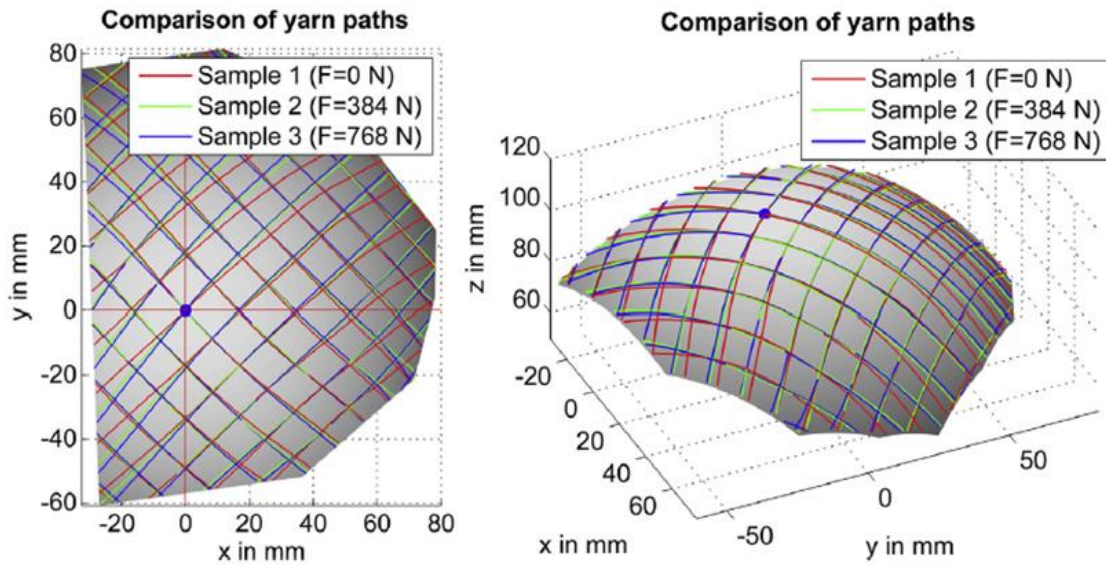 Comparison of yarn paths
Sample 1 (F=0 N)
Sample 2 (F=384 N)
Sample 3 (F=768 N)
80
60
40
20
0
-20
-40
-60
y in mm
-20 0 20 40 60 80
x in mm
Comparison of yarn paths
Sample 1 (F=0 N)
Sample 2 (F=384 N)
Sample 3 (F=768 N)
120
100
80
60
z in mm
-20
0
20
40
60
x in mm
-50
0
50
y in mm